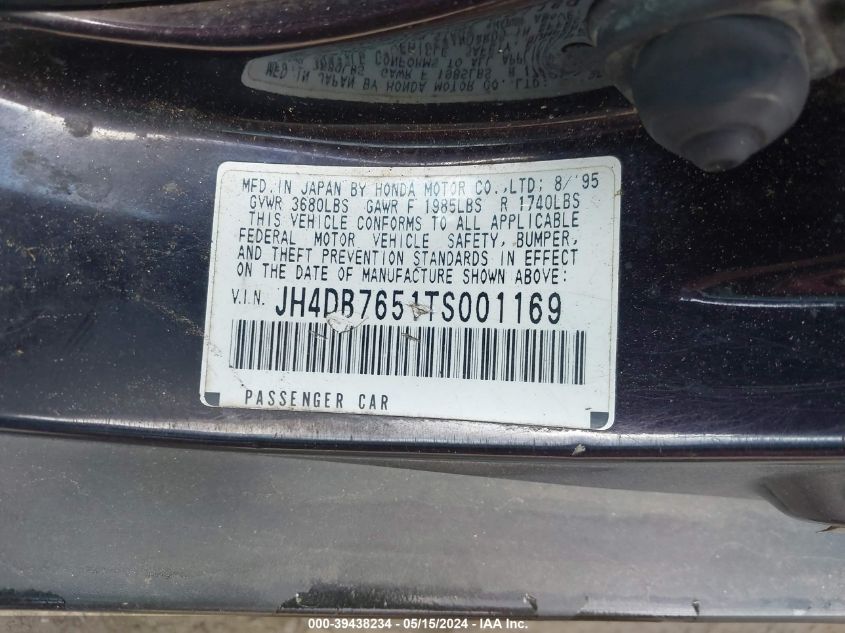 MFD. IN JAPAN BY HONDA MOTOR CO.,LTD; 8/'95
GVWR 3680LBS GAWR F 1985LBS R 1740LBS
THIS VEHICLE CONFORMS TO ALL APPLICABLE
FEDERAL MOTOR VEHICLE SAFETY, BUMPER,
AND THEFT PREVENTION STANDARDS IN EFFECT
ON THE DATE OF MANUFACTURE SHOWN ABOVE:
V.I.N. JH4DB7651TS001169
PASSENGER CAR
000-39438234 - 05/15/2024 - IAA Inc.